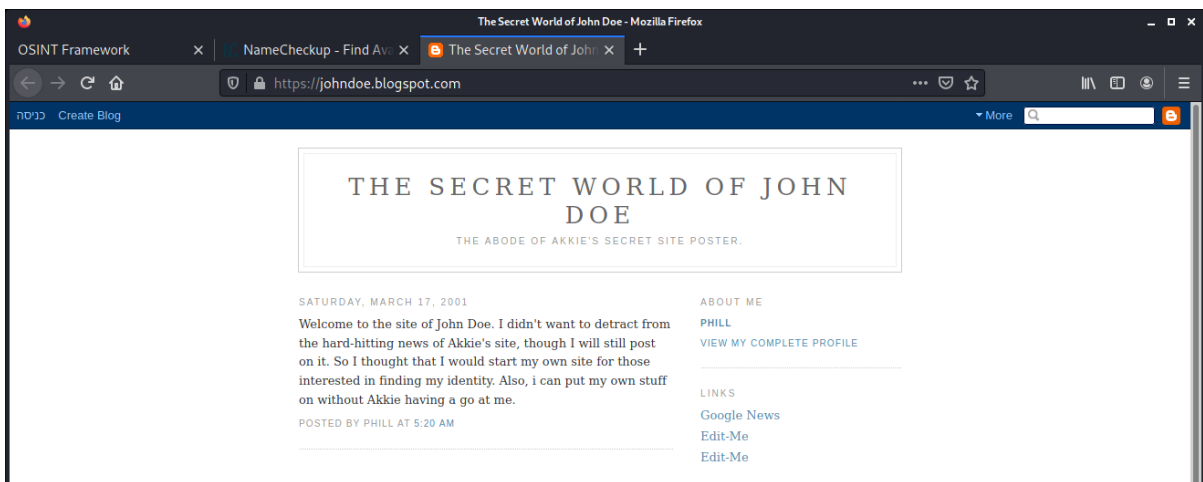 The Secret World of John Doe - Mozilla Firefox
OSINT Framework
NameCheckup - Find Ava
The Secret World of John
https://johndoe.blogspot.com
כניסה Create Blog
More
THE SECRET WORLD OF JOHN
DOE
THE ABODE OF AKKIE'S SECRET SITE POSTER.
SATURDAY, MARCH 17, 2001
Welcome to the site of John Doe. I didn't want to detract from
the hard-hitting news of Akkie's site, though I will still post
on it. So I thought that I would start my own site for those
interested in finding my identity. Also, i can put my own stuff
on without Akkie having a go at me.
POSTED BY PHILL AT 5:20 AM
ABOUT ME
PHILL
VIEW MY COMPLETE PROFILE
LINKS
Google News
Edit-Me
Edit-Me